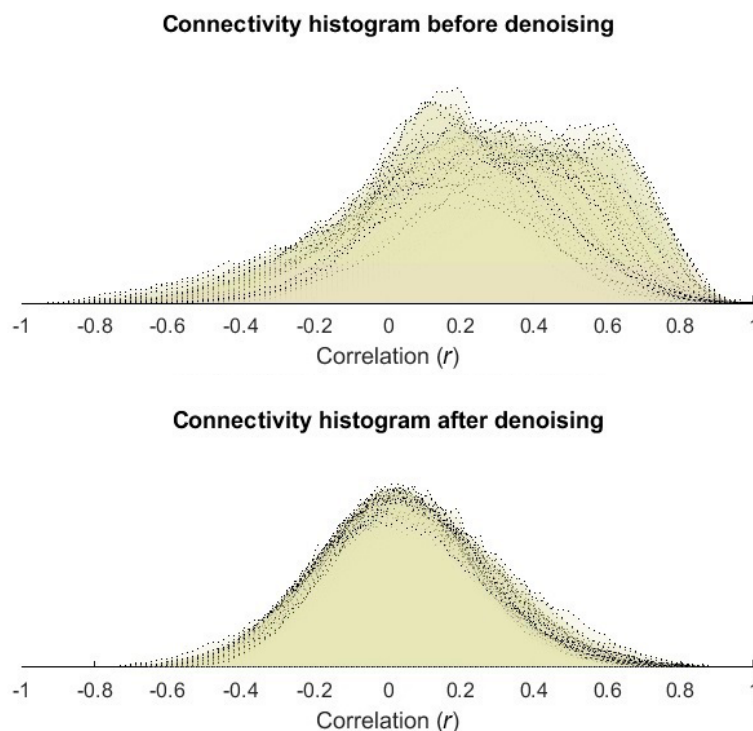 Connectivity histogram before denoising
-1 -0.8 -0.6 -0.4 -0.2 0 0.2 0.4 0.6 0.8 1
Correlation (r)
Connectivity histogram after denoising
-1 -0.8 -0.6 -0.4 -0.2 0 0.2 0.4 0.6 0.8 1
Correlation (r)